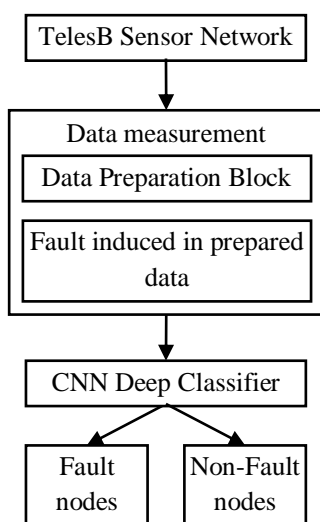 TelesB Sensor Network
Data measurement
Data Preparation Block
Fault induced in prepared
data
CNN Deep Classifier
Fault
nodes
Non-Fault
nodes